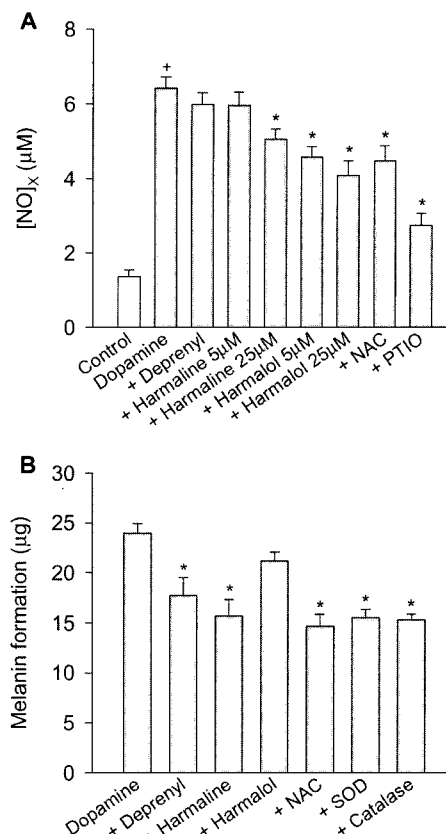 A
[NO]x (μM)
8
6
4
2
0
+
*
*
*
*
*
Control
Dopamine
+ Deprenyl
+ Harmaline 5μM
+ Harmaline 25μM
+ Harmalol 5μM
+ Harmalol 25μM
+ NAC
+ PTIO
B
Melanin formation (μg)
30
25
20
15
10
5
0
*
*
*
*
*
Dopamine
+ Deprenyl
Harmaline
+ Harmalol
+ NAC
+ SOD
+ Catalase